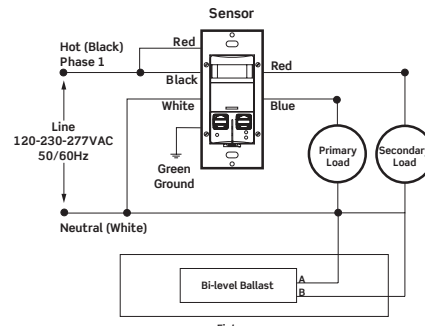 Sensor
Hot (Black)
Phase 1
Red
Black
White
Red
Blue
Line
120-230-277VAC
50/60Hz
Green
Ground
Primary
Load
Secondary
Load
Neutral (White)
Bi-level Ballast
A
B